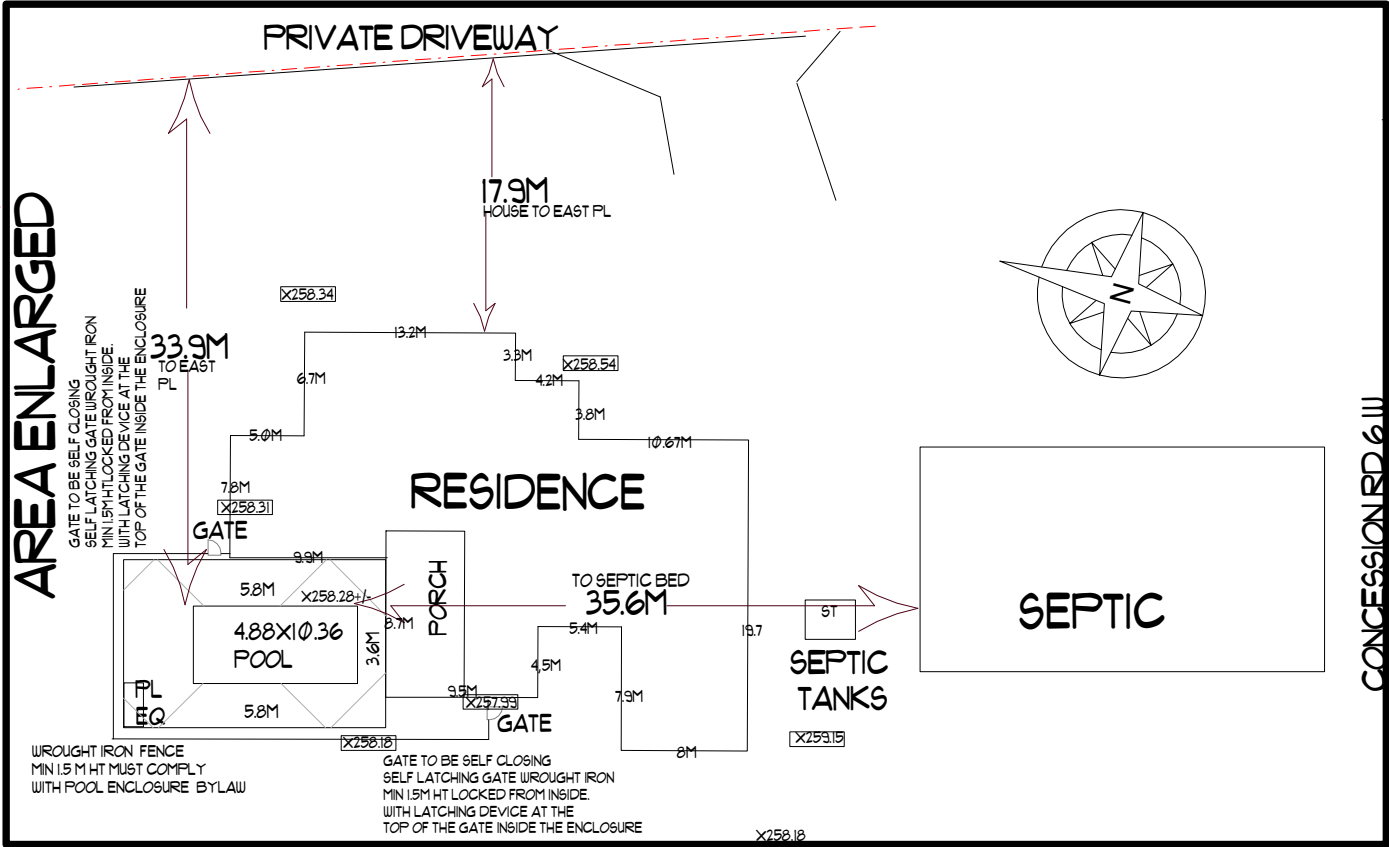 PRIVATE DRIVEWAY
17.9M
HOUSE TO EAST PL
AREA ENLARGED
GATE TO BE SELF CLOSING
SELF LATCHING GATE WROUGHT IRON
MIN 1.5M HTLOCKED FROM INSIDE.
WITH LATCHING DEVICE AT THE
TOP OF THE GATE INSIDE THE ENCLOSURE
33.9M
TO EAST
PL
X258.34
13.2M
3.3M
X258.54
6.7M
4.2M
3.8M
5.0M
10.67M
N
7.8M
X258.31
RESIDENCE
GATE
9.9M
PORCH
5.8M
X258.28+/-
TO SEPTIC BED
35.6M
8.7M
4.88X10.36
POOL
3.6M
5.4M
19.7
ST
SEPTIC
SEPTIC
TANKS
CONCESSION RD 6 W
4,5M
7.9M
9.5M
X257.99
PL
EQ
5.8M
GATE
X258.18
8M
X259.15
WROUGHT IRON FENCE
MIN 1.5 M HT MUST COMPLY
WITH POOL ENCLOSURE BYLAW
GATE TO BE SELF CLOSING
SELF LATCHING GATE WROUGHT IRON
MIN 1.5M HT LOCKED FROM INSIDE.
WITH LATCHING DEVICE AT THE
TOP OF THE GATE INSIDE THE ENCLOSURE
X258.18